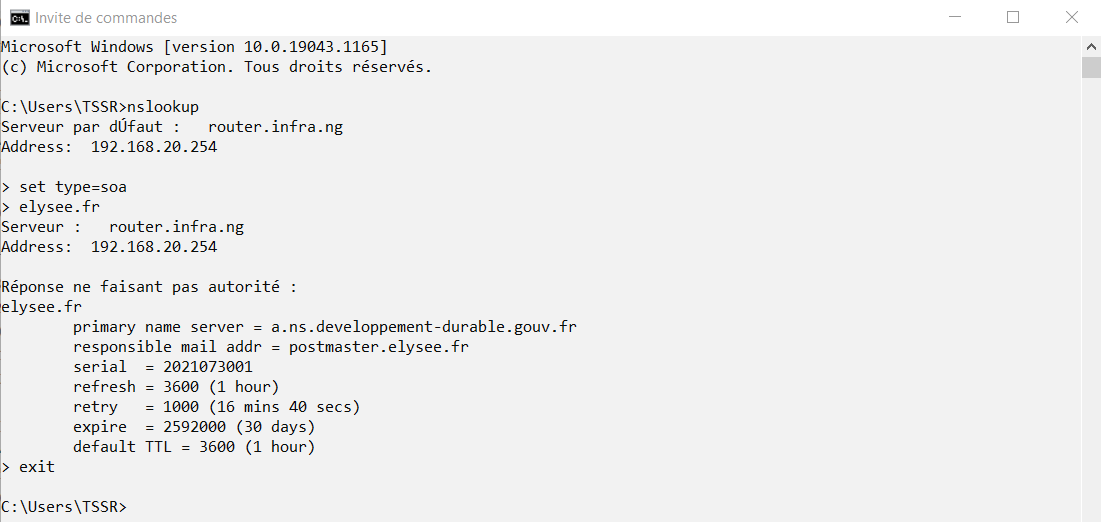 Invite de commandes
Microsoft Windows [version 10.0.19043.1165]
(c) Microsoft Corporation. Tous droits réservés.
C:\Users\TSSR>nslookup
Serveur par dÚfaut :   router.infra.ng
Address:  192.168.20.254
> set type=soa
> elysee.fr
Serveur :   router.infra.ng
Address:  192.168.20.254
Réponse ne faisant pas autorité :
elysee.fr
        primary name server = a.ns.developpement-durable.gouv.fr
        responsible mail addr = postmaster.elysee.fr
        serial  = 2021073001
        refresh = 3600 (1 hour)
        retry   = 1000 (16 mins 40 secs)
        expire  = 2592000 (30 days)
        default TTL = 3600 (1 hour)
> exit
C:\Users\TSSR>